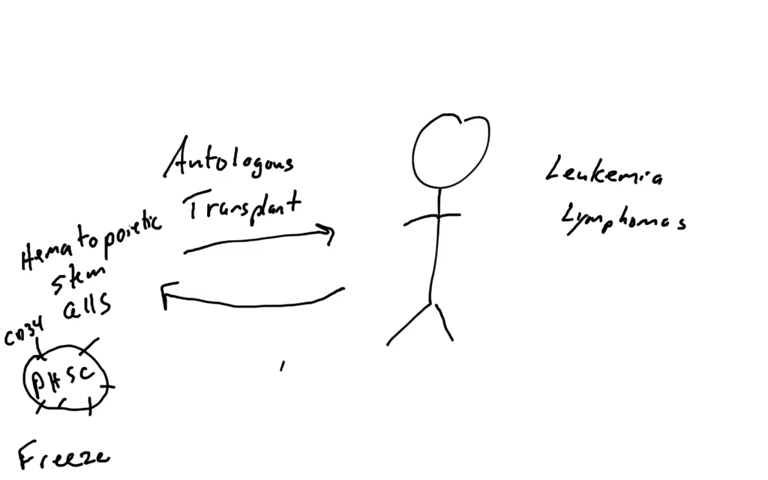 Autologous
Transplant
Leukemia
Lymphomas
Hematopoietic
stem
cells
CD34
PHSC
Freeze